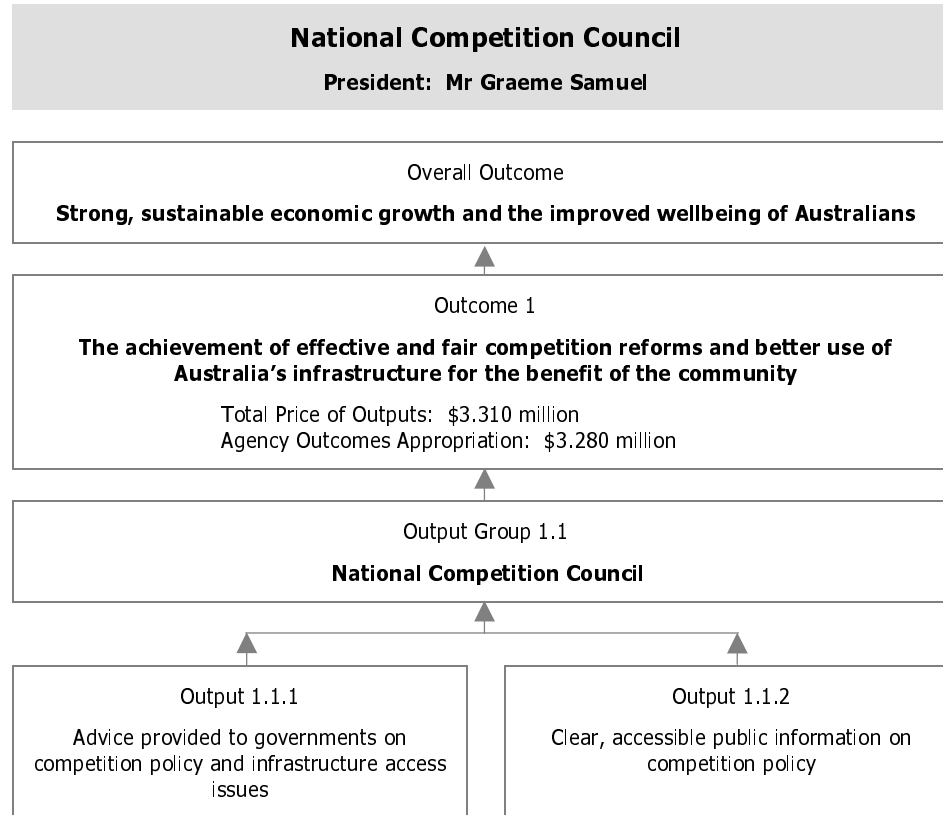 National Competition Council
President: Mr Graeme Samuel
Overall Outcome
Strong, sustainable economic growth and the improved wellbeing of Australians
Outcome 1
The achievement of effective and fair competition reforms and better use of
Australia's infrastructure for the benefit of the community
Total Price of Outputs: $3.310 million
Agency Outcomes Appropriation: $3.280 million
Output Group 1.1
National Competition Council
Output 1.1.1
Advice provided to governments on
competition policy and infrastructure access
issues
Output 1.1.2
Clear, accessible public information on
competition policy